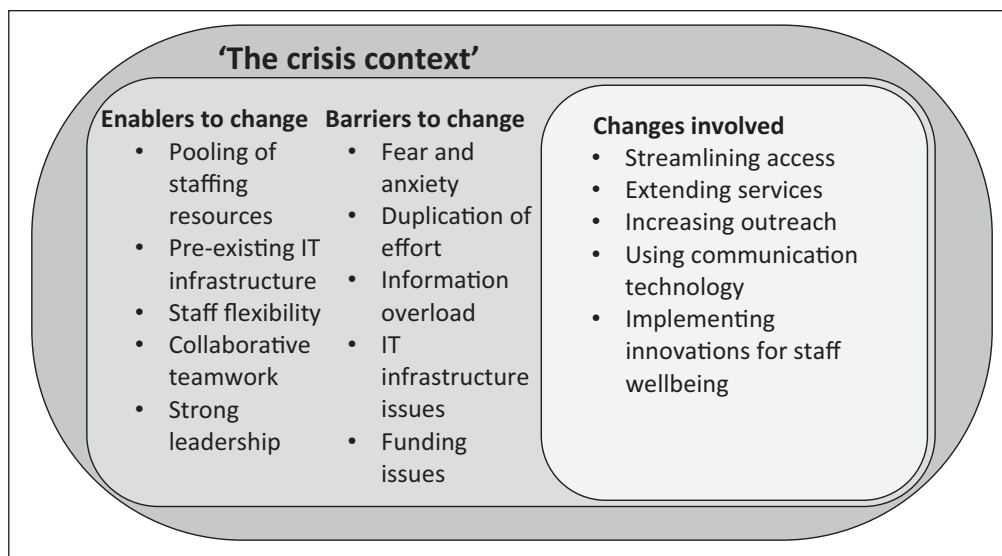 ‘The crisis context’
Enablers to change
• Pooling of
staffing
resources
• Pre-existing IT
infrastructure
• Staff flexibility
• Collaborative
teamwork
• Strong
leadership
Barriers to change
• Fear and
anxiety
• Duplication of
effort
• Information
overload
• IT
infrastructure
issues
• Funding
issues
Changes involved
• Streamlining access
• Extending services
• Increasing outreach
• Using communication
technology
• Implementing
innovations for staff
wellbeing